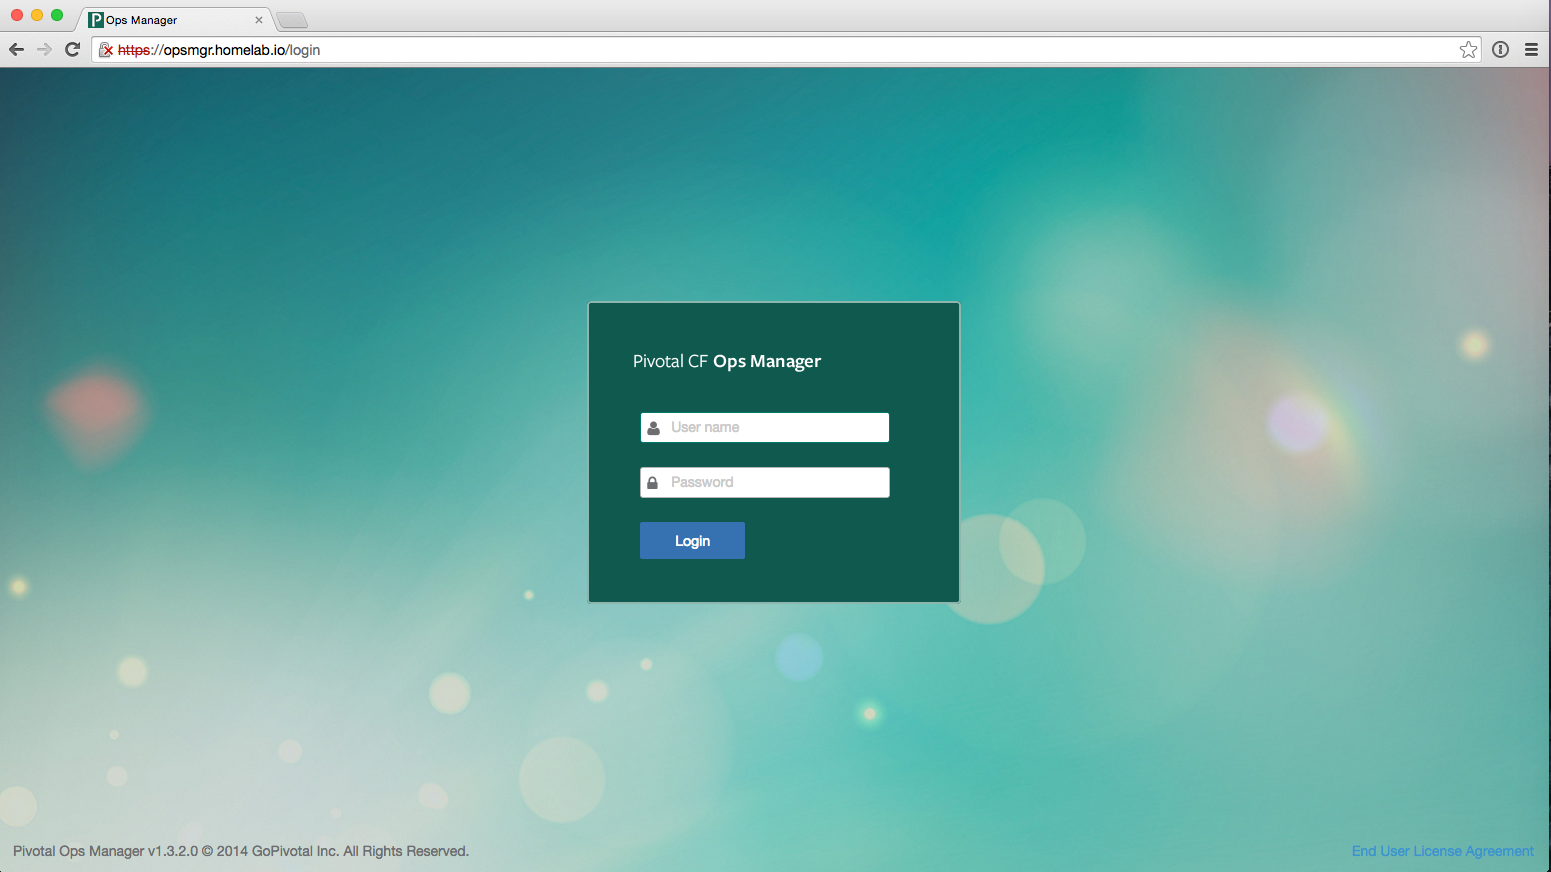 Ops Manager
https://opsmgr.homelab.io/login
Pivotal CF Ops Manager
User name
Password
Login
Pivotal Ops Manager v1.3.2.0 © 2014 GoPivotal Inc. All Rights Reserved.
End User License Agreement